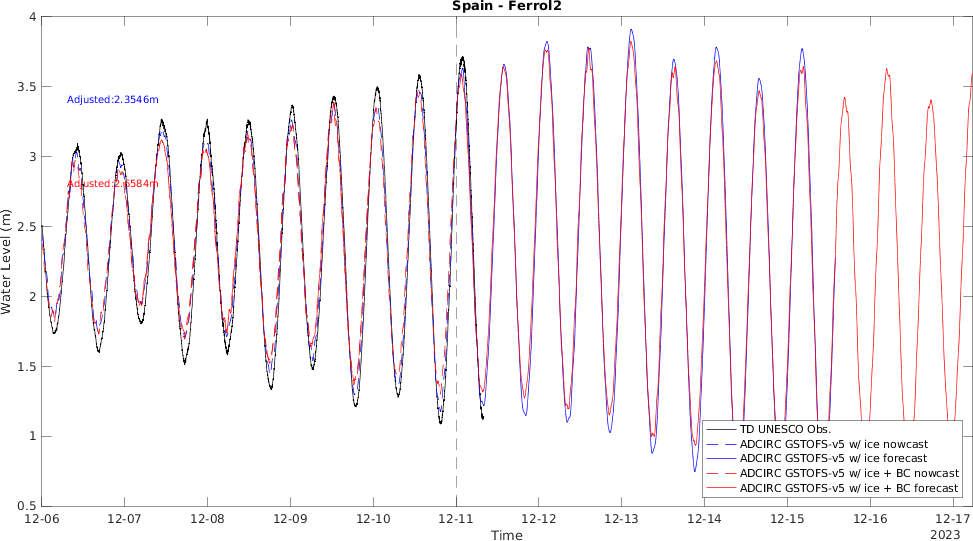 Spain - Ferrol2
4
3.5
3
2.5
2
1.5
1
0.5
Water Level (m)
Adjusted:2.3546m
Adjusted:2.6584m
TD UNESCO Obs.
ADCIRC GSTOFS-v5 w/ ice nowcast
ADCIRC GSTOFS-v5 w/ ice forecast
ADCIRC GSTOFS-v5 w/ ice + BC nowcast
ADCIRC GSTOFS-v5 w/ ice + BC forecast
12-06 12-07 12-08 12-09 12-10 12-11 12-12 12-13 12-14 12-15 12-16 12-17
Time
2023